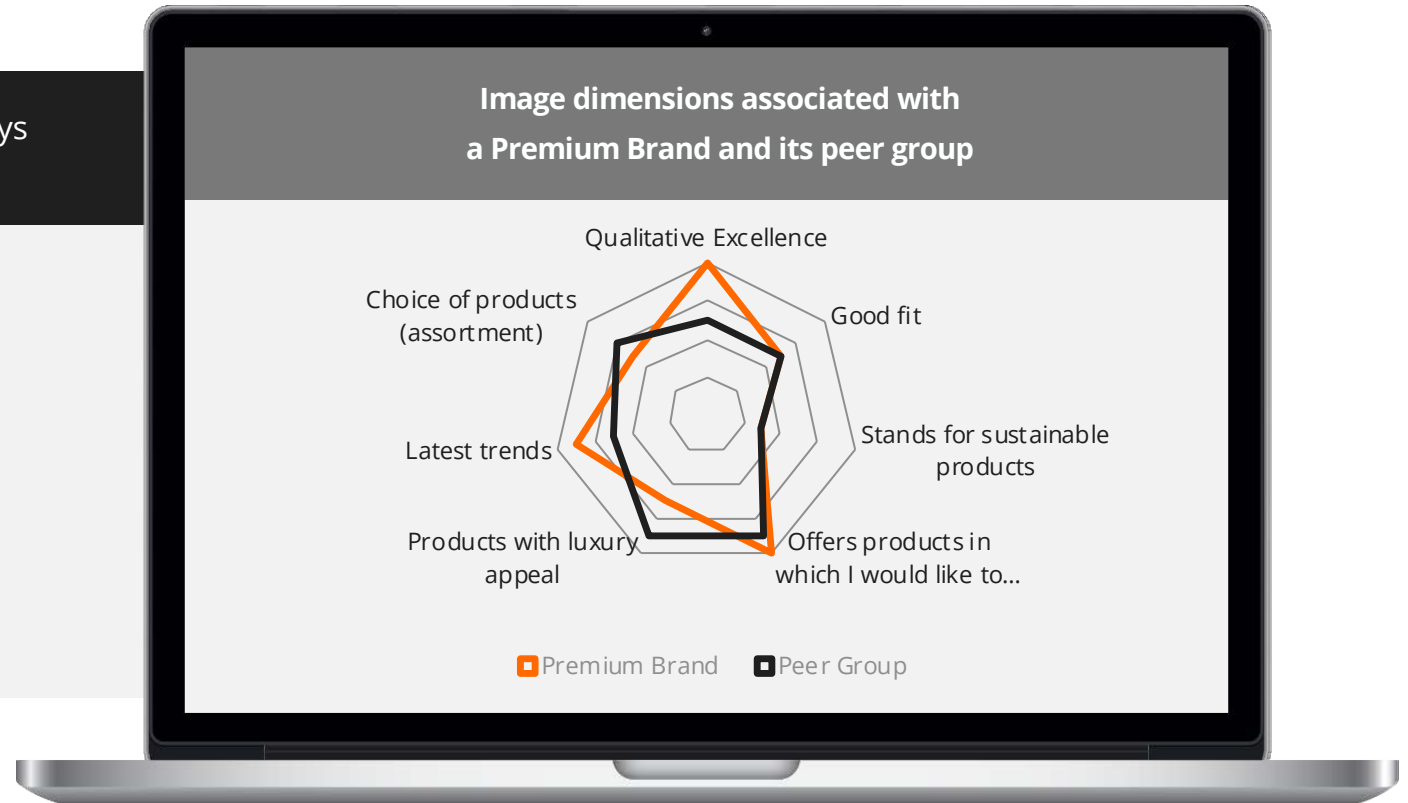 ys
Image dimensions associated with
a Premium Brand and its peer group
Qualitative Excellence
Choice of products
(assortment)
Good fit
Latest trends
Stands for sustainable
products
Products with luxury
appeal
Offers products in
which I would like to...
Premium Brand
Peer Group